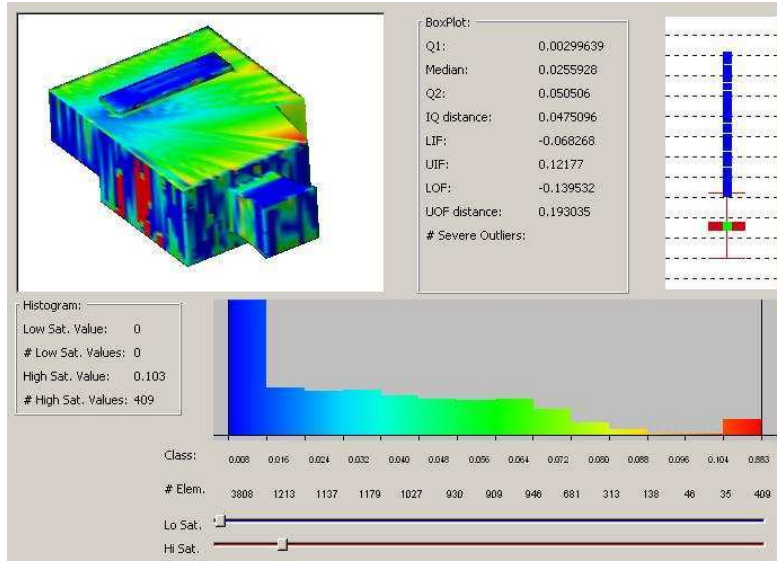 BoxPlot:
Q1: 0.00299639
Median: 0.0255928
Q2: 0.050506
IQ distance: 0.0475096
LIF: -0.068268
UIF: 0.12177
LOF: -0.139532
UOF distance: 0.193035
# Severe Outliers:
Histogram:
Low Sat. Value: 0
# Low Sat. Values: 0
High Sat. Value: 0.103
# High Sat. Values: 409
Class: 0.008 0.016 0.024 0.032 0.040 0.048 0.056 0.064 0.072 0.080 0.088 0.096 0.104 0.883
# Elem. 3808 1213 1137 1179 1027 930 909 946 681 313 138 46 35 409
Lo Sat.
Hi Sat.